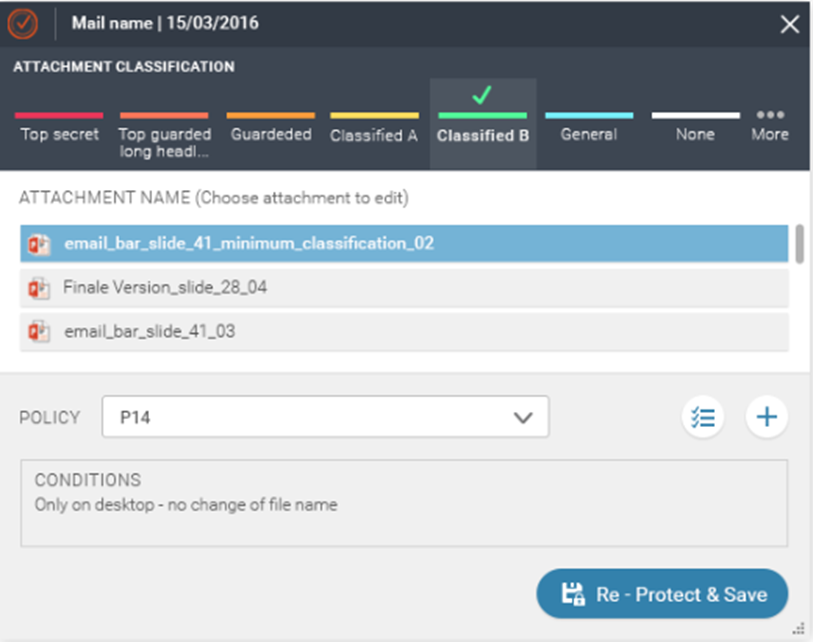 Mail name | 15/03/2016
ATTACHMENT CLASSIFICATION
Top secret
Top guarded
long headl...
Guardeded
Classified A
Classified B
General
None
More
ATTACHMENT NAME (Choose attachment to edit)
email_bar_slide_41_minimum_classification_02
Finale Version_slide_28_04
email_bar_slide_41_03
POLICY
P14
CONDITIONS
Only on desktop - no change of file name
Re - Protect & Save